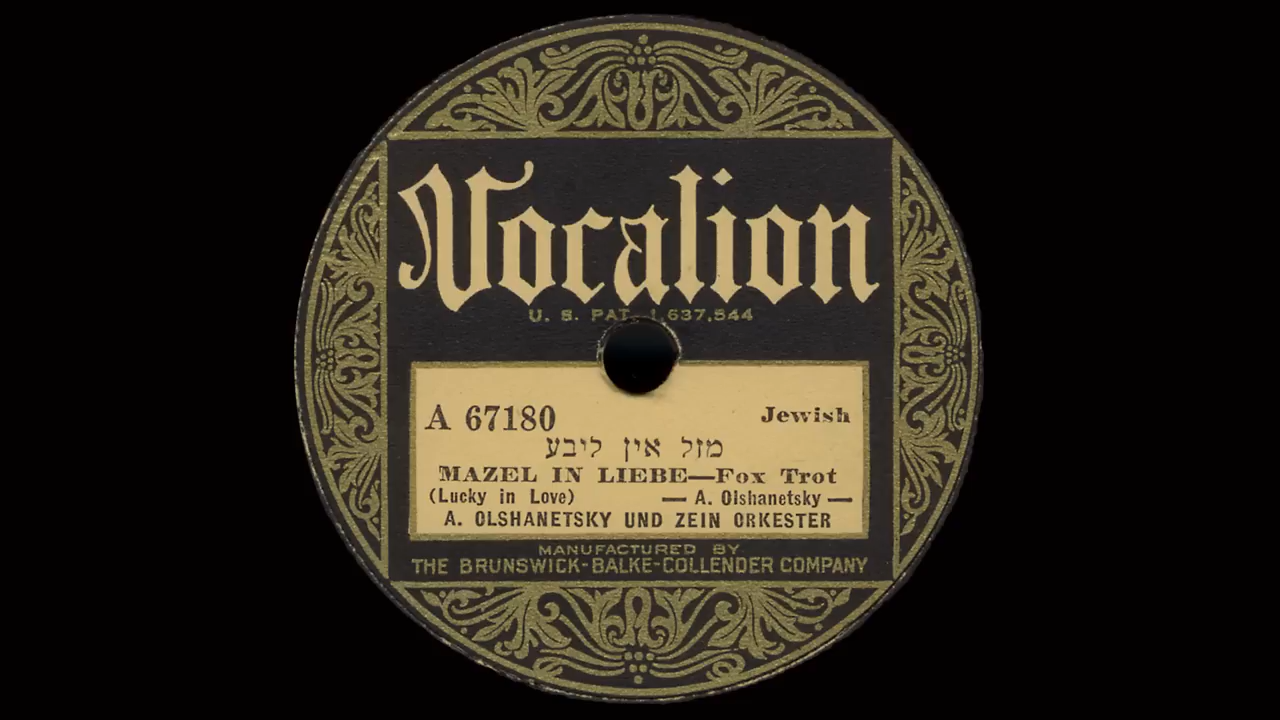 Vocalion
U. S. PAT. 1,637,544
A 67180 Jewish
מזל אין ליבע
MAZEL IN LIEBE—Fox Trot
(Lucky in Love) — A. Olshanetsky —
A. OLSHANETSKY UND ZEIN ORKESTER
MANUFACTURED BY
THE BRUNSWICK-BALKE-COLLENDER COMPANY